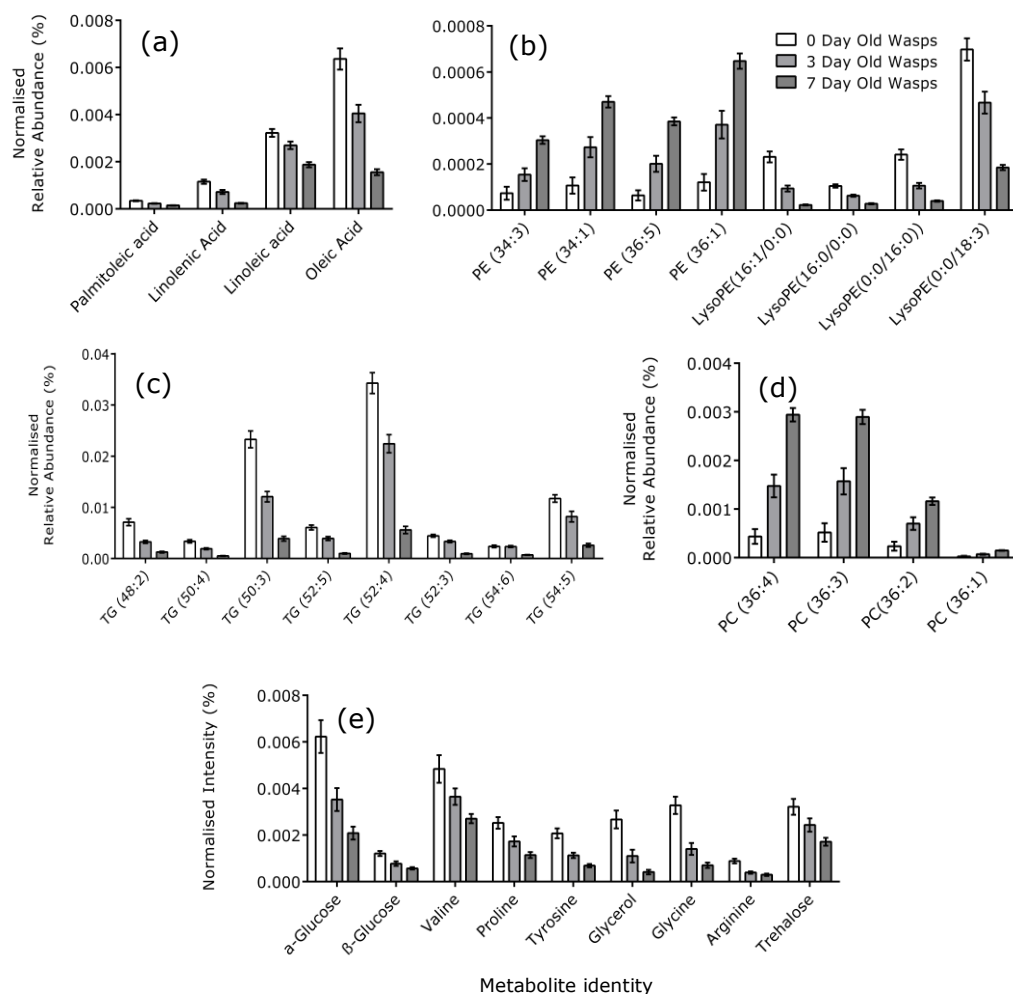 (a)
Normalised
Relative Abundance (%)
0.008
0.006
0.004
0.002
0.000
Palmitoleic acid
Linolenic Acid
Linoleic acid
Oleic Acid
(b)
0 Day Old Wasps
3 Day Old Wasps
7 Day Old Wasps
0.0008
0.0006
0.0004
0.0002
0.0000
PE (34:3)
PE (34:1)
PE (36:5)
PE (36:1)
LysoPE(16:1/0:0)
LysoPE(16:0/0:0)
LysoPE(0:0/16:0))
LysoPE(0:0/18:3)
(c)
Normalised
Relative Abundance (%)
0.04
0.03
0.02
0.01
0.00
TG (48:2)
TG (50:4)
TG (50:3)
TG (52:5)
TG (52:4)
TG (52:3)
TG (54:6)
TG (54:5)
(d)
Normalised
Relative Abundance (%)
0.004
0.003
0.002
0.001
0.000
PC (36:4)
PC (36:3)
PC(36:2)
PC (36:1)
(e)
Normalised Intensity (%)
0.008
0.006
0.004
0.002
0.000
a-Glucose
β-Glucose
Valine
Proline
Tyrosine
Glycerol
Glycine
Arginine
Trehalose
Metabolite identity